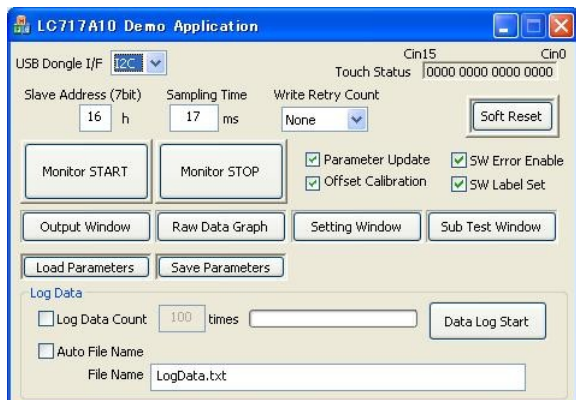 LC717A10 Demo Application
USB Dongle I/F I2C
Cin15 Cin0
Touch Status 0000 0000 0000 0000
Slave Address (7bit) Sampling Time Write Retry Count
16 h 17 ms None Soft Reset
Monitor START Monitor STOP
Parameter Update SW Error Enable
Offset Calibration SW Label Set
Output Window Raw Data Graph Setting Window Sub Test Window
Load Parameters Save Parameters
Log Data
Log Data Count 100 times Data Log Start
Auto File Name
File Name LogData.txt